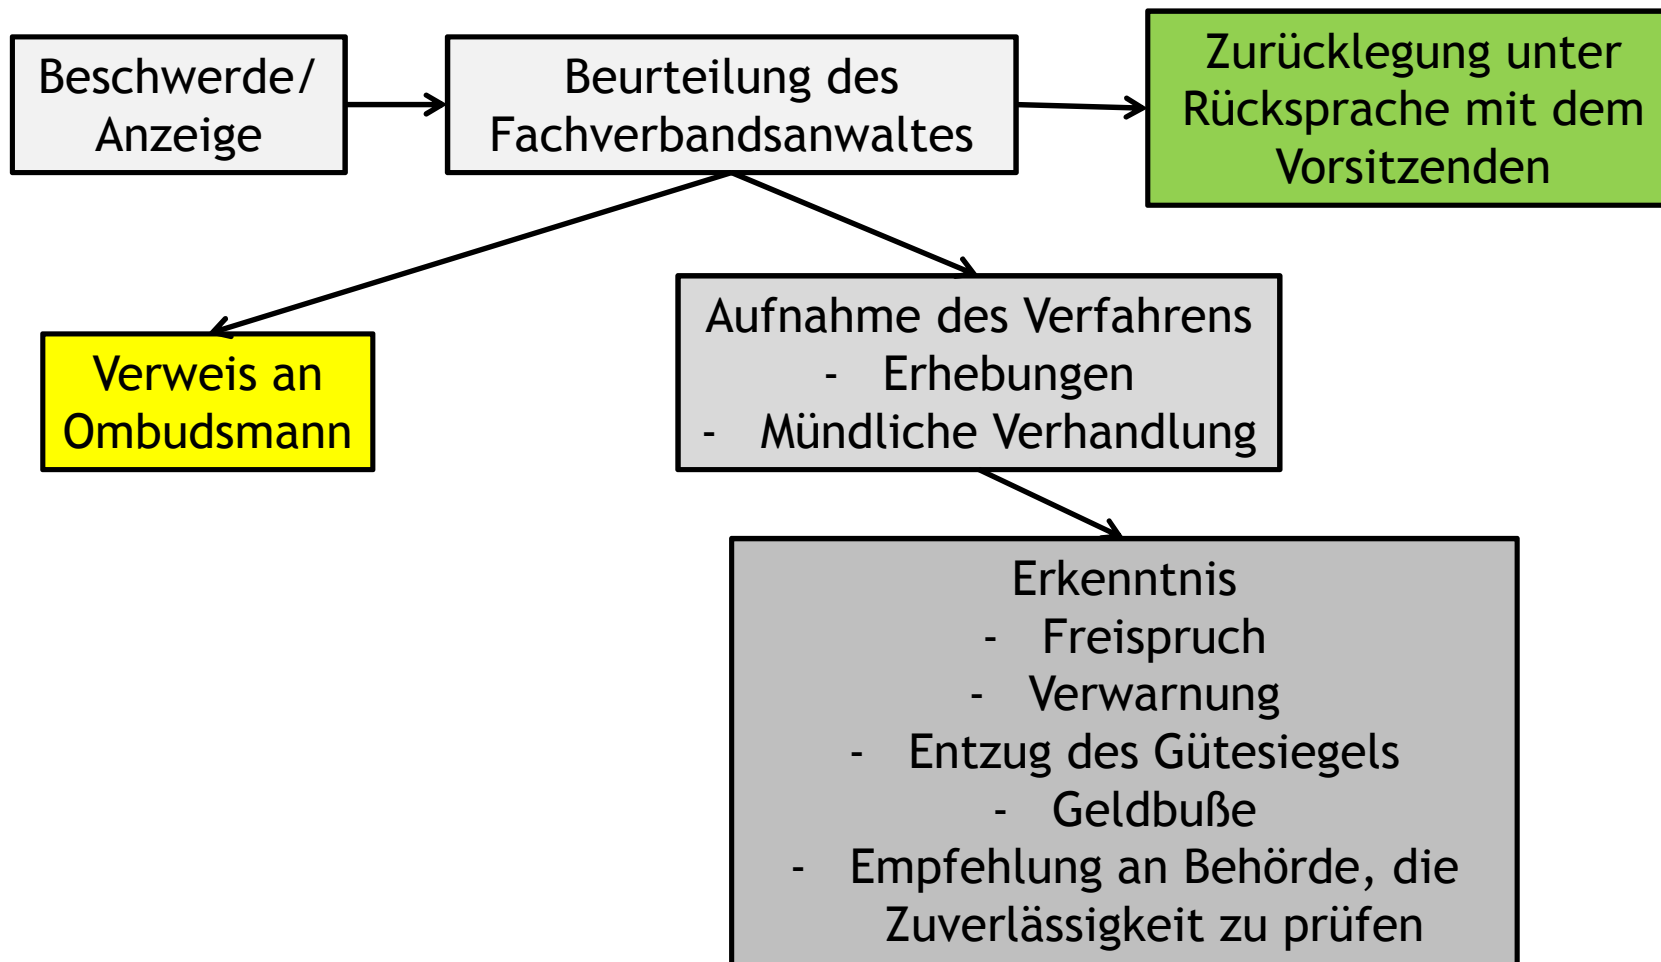 Beschwerde/
Anzeige
Beurteilung des
Fachverbandsanwaltes
Zurücklegung unter
Rücksprache mit dem
Vorsitzenden
Verweis an
Ombudsmann
Aufnahme des Verfahrens
- Erhebungen
- Mündliche Verhandlung
Erkenntnis
- Freispruch
- Verwarnung
- Entzug des Gütesiegels
- Geldbuße
- Empfehlung an Behörde, die
Zuverlässigkeit zu prüfen